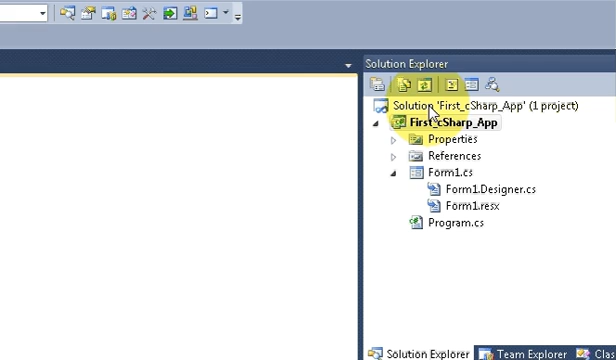 Solution Explorer
Solution 'First_cSharp_App' (1 project)
First_cSharp_App
Properties
References
Form1.cs
Form1.Designer.cs
Form1.resx
Program.cs
Solution Explorer Team Explorer Cla